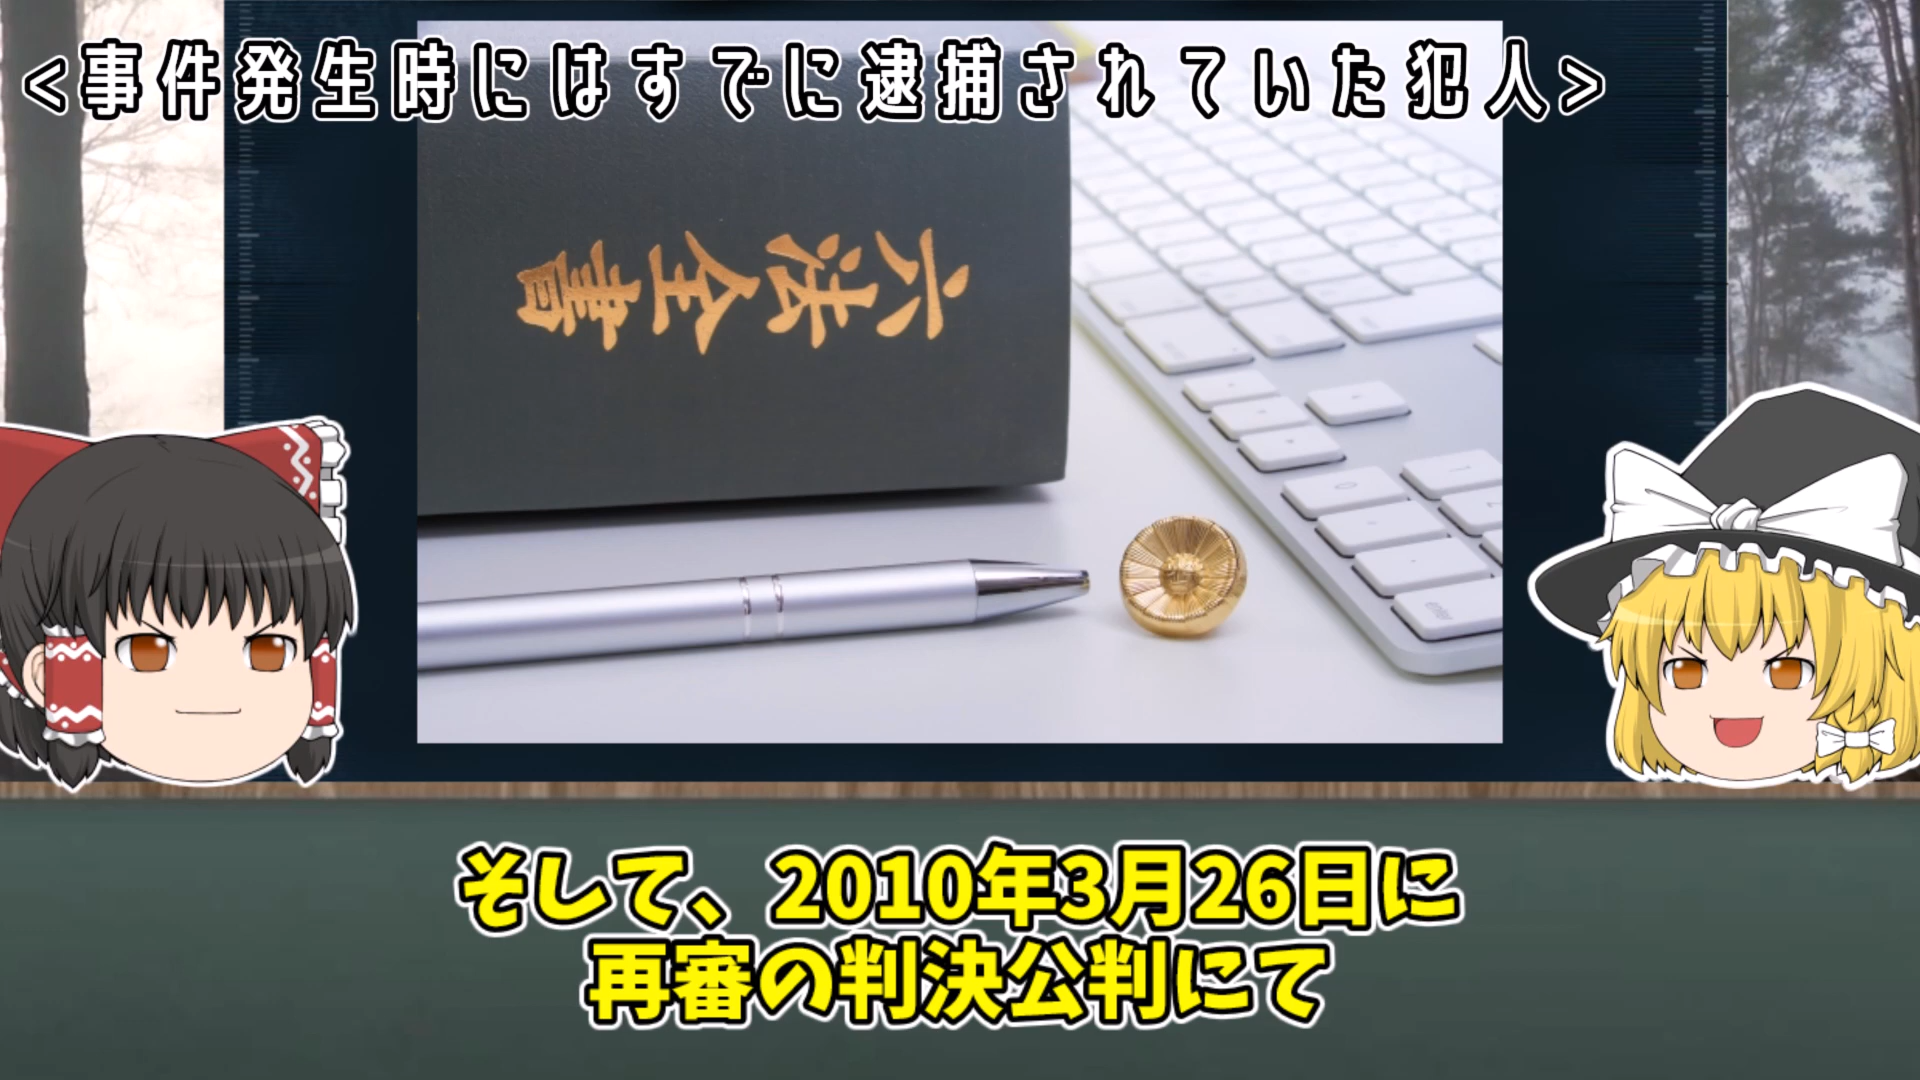 <事件発生時にはすでに逮捕されていた犯人>
六法全書
そして、2010年3月26日に
再審の判決公判にて